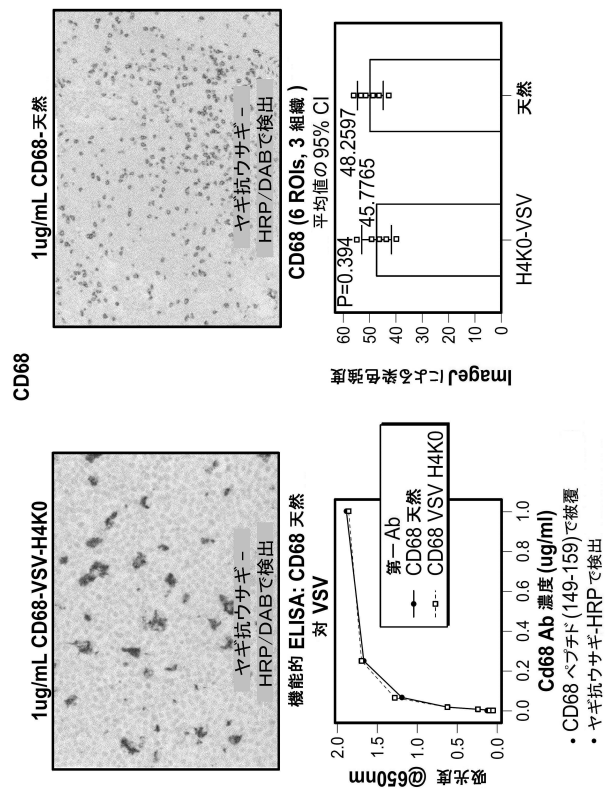 CD68
1ug/mL CD68-VSV-H4K0
ヤギ抗ウサギ -
HRP/DABで検出
1ug/mL CD68-天然
ヤギ抗ウサギ -
HRP/DABで検出
機能的 ELISA: CD68 天然
対 VSV
吸光度 @650nm
2.0
1.5
1.0
0.5
0.0
第一Ab
CD68 天然
CD68 VSV H4K0
0.0 0.2 0.4 0.6 0.8 1.0
Cd68 Ab 濃度 (ug/ml)
• CD68 ペプチド (149-159)で被覆
• ヤギ抗ウサギ-HRP で検出
CD68 (6 ROIs, 3 組織 )
平均値の 95% CI
ImageJ による染色強度
60
50
40
30
20
10
0
P=0.394
45.7765
48.2597
H4K0-VSV
天然